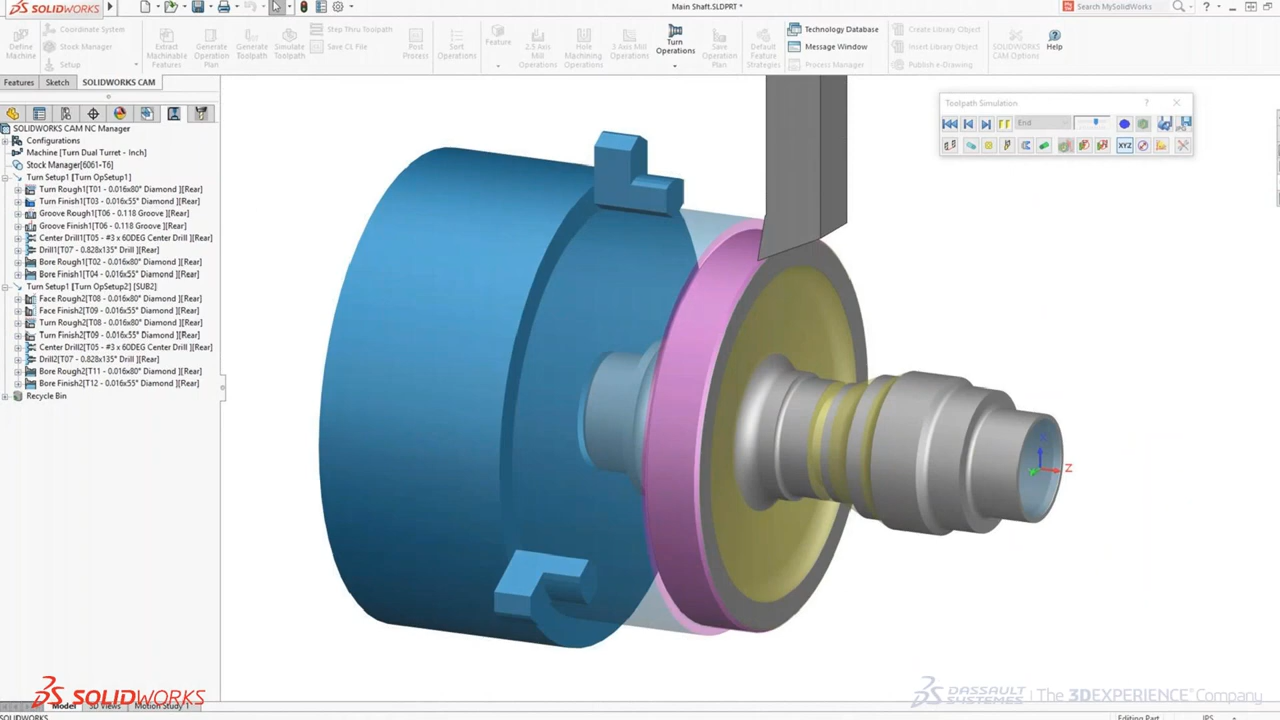 SOLIDWORKS
Main Shaft.SLDPRT *
Search MySolidWorks
Define Machine
Coordinate System
Stock Manager
Setup
Extract Machinable Features
Generate Operation Plan
Generate Toolpath
Simulate Toolpath
Step Thru Toolpath
Save CL File
Post Process
Sort Operations
Feature
2.5 Axis Mill Operations
Hole Machining Operations
3 Axis Mill Operations
Turn Operations
Save Operation Plan
Default Feature Strategies
Technology Database
Message Window
Process Manager
Create Library Object
Insert Library Object
Publish e-Drawing
SOLIDWORKS CAM Options
Help
Features
Sketch
SOLIDWORKS CAM
SOLIDWORKS CAM NC Manager
Configurations
Machine [Turn Dual Turret - Inch]
Stock Manager[6061-T6]
Turn Setup1 [Turn OpSetup1]
Turn Rough1[T01 - 0.016x80° Diamond ][Rear]
Turn Finish1[T03 - 0.016x55° Diamond ][Rear]
Groove Rough1[T06 - 0.118 Groove ][Rear]
Groove Finish1[T06 - 0.118 Groove ][Rear]
Center Drill1[T05 - #3 x 60DEG Center Drill ][Rear]
Drill1[T07 - 0.828x135° Drill ][Rear]
Bore Rough1[T02 - 0.016x80° Diamond ][Rear]
Bore Finish1[T04 - 0.016x55° Diamond ][Rear]
Turn Setup1 [Turn OpSetup2] [SUB2]
Face Rough2[T08 - 0.016x80° Diamond ][Rear]
Face Finish2[T09 - 0.016x55° Diamond ][Rear]
Turn Rough2[T08 - 0.016x80° Diamond ][Rear]
Turn Finish2[T09 - 0.016x55° Diamond ][Rear]
Center Drill2[T05 - #3 x 60DEG Center Drill ][Rear]
Drill2[T07 - 0.828x135° Drill ][Rear]
Bore Rough2[T11 - 0.016x80° Diamond ][Rear]
Bore Finish2[T12 - 0.016x55° Diamond ][Rear]
Recycle Bin
Toolpath Simulation
?
End
XYZ
X
Z
SOLIDWORKS
Model
3D Views
Motion Study 1
DASSAULT SYSTEMES | The 3DEXPERIENCE® Company
SOLIDWORKS
Editing Part
IPS